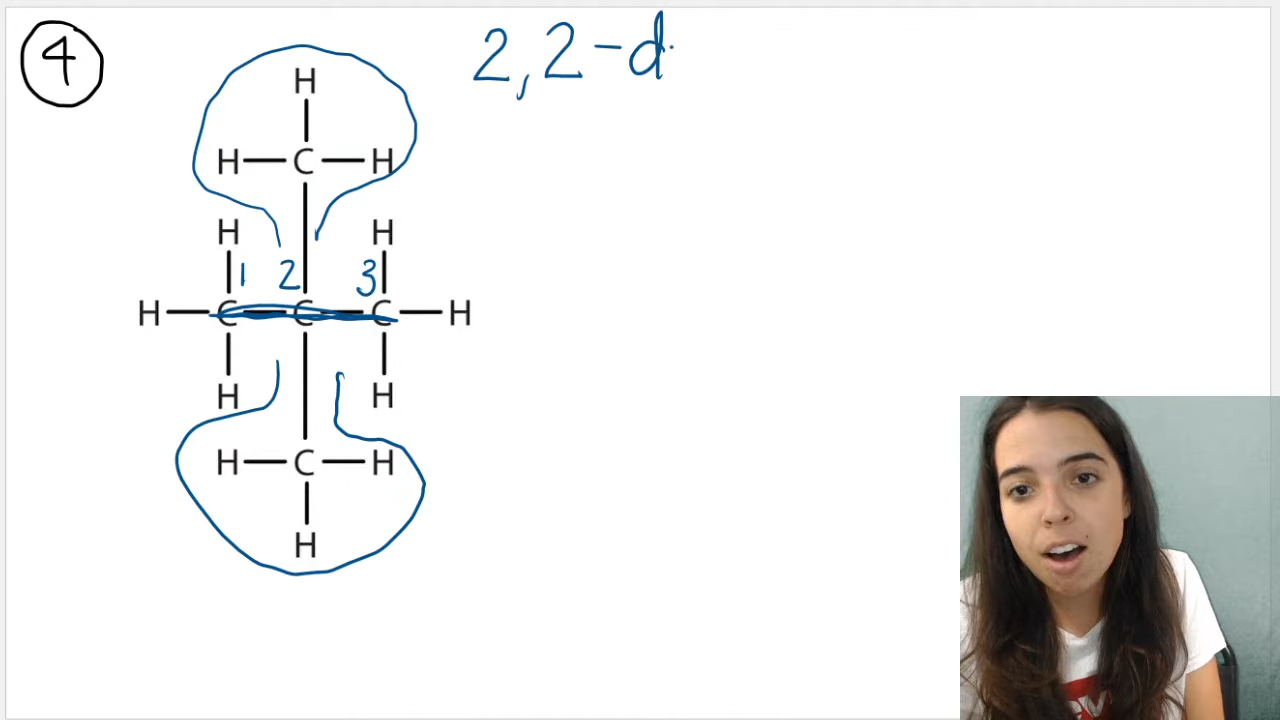 4
2,2-d
H
H C H
H H
1 2 3
H C C C H
H H
H C H
H